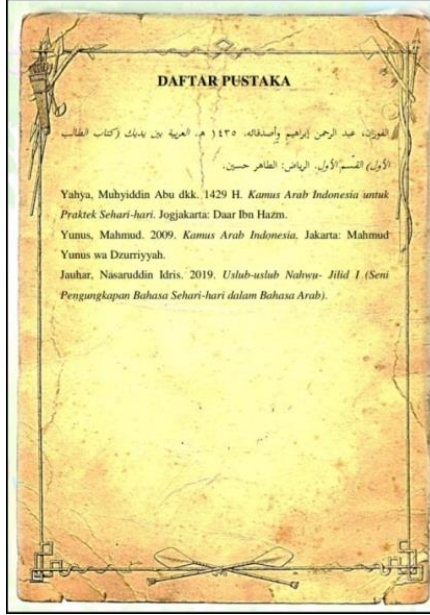 DAFTAR PUSTAKA
الفوزان، عبد الرحمن إبراهيم وأصدقائه. ١٤٣٥ هـ. العربية بين يديك (كتاب الطالب
الأول) القسم الأول. الرياض: الطاهر حسين.
Yahya, Muhyiddin Abu dkk. 1429 H. Kamus Arab Indonesia untuk
Praktek Sehari-hari. Jogjakarta: Daar Ibn Hazm.
Yunus, Mahmud. 2009. Kamus Arab Indonesia. Jakarta: Mahmud
Yunus wa Dzurriyyah.
Jauhar, Nasaruddin Idris. 2019. Uslub-uslub Nahwu- Jilid I (Seni
Pengungkapan Bahasa Sehari-hari dalam Bahasa Arab).